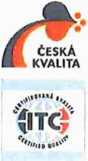 ČESKÁ
KVALITA
CERTIFIKOVANÁ KVALITA
ITC
CERTIFIED QUALITY